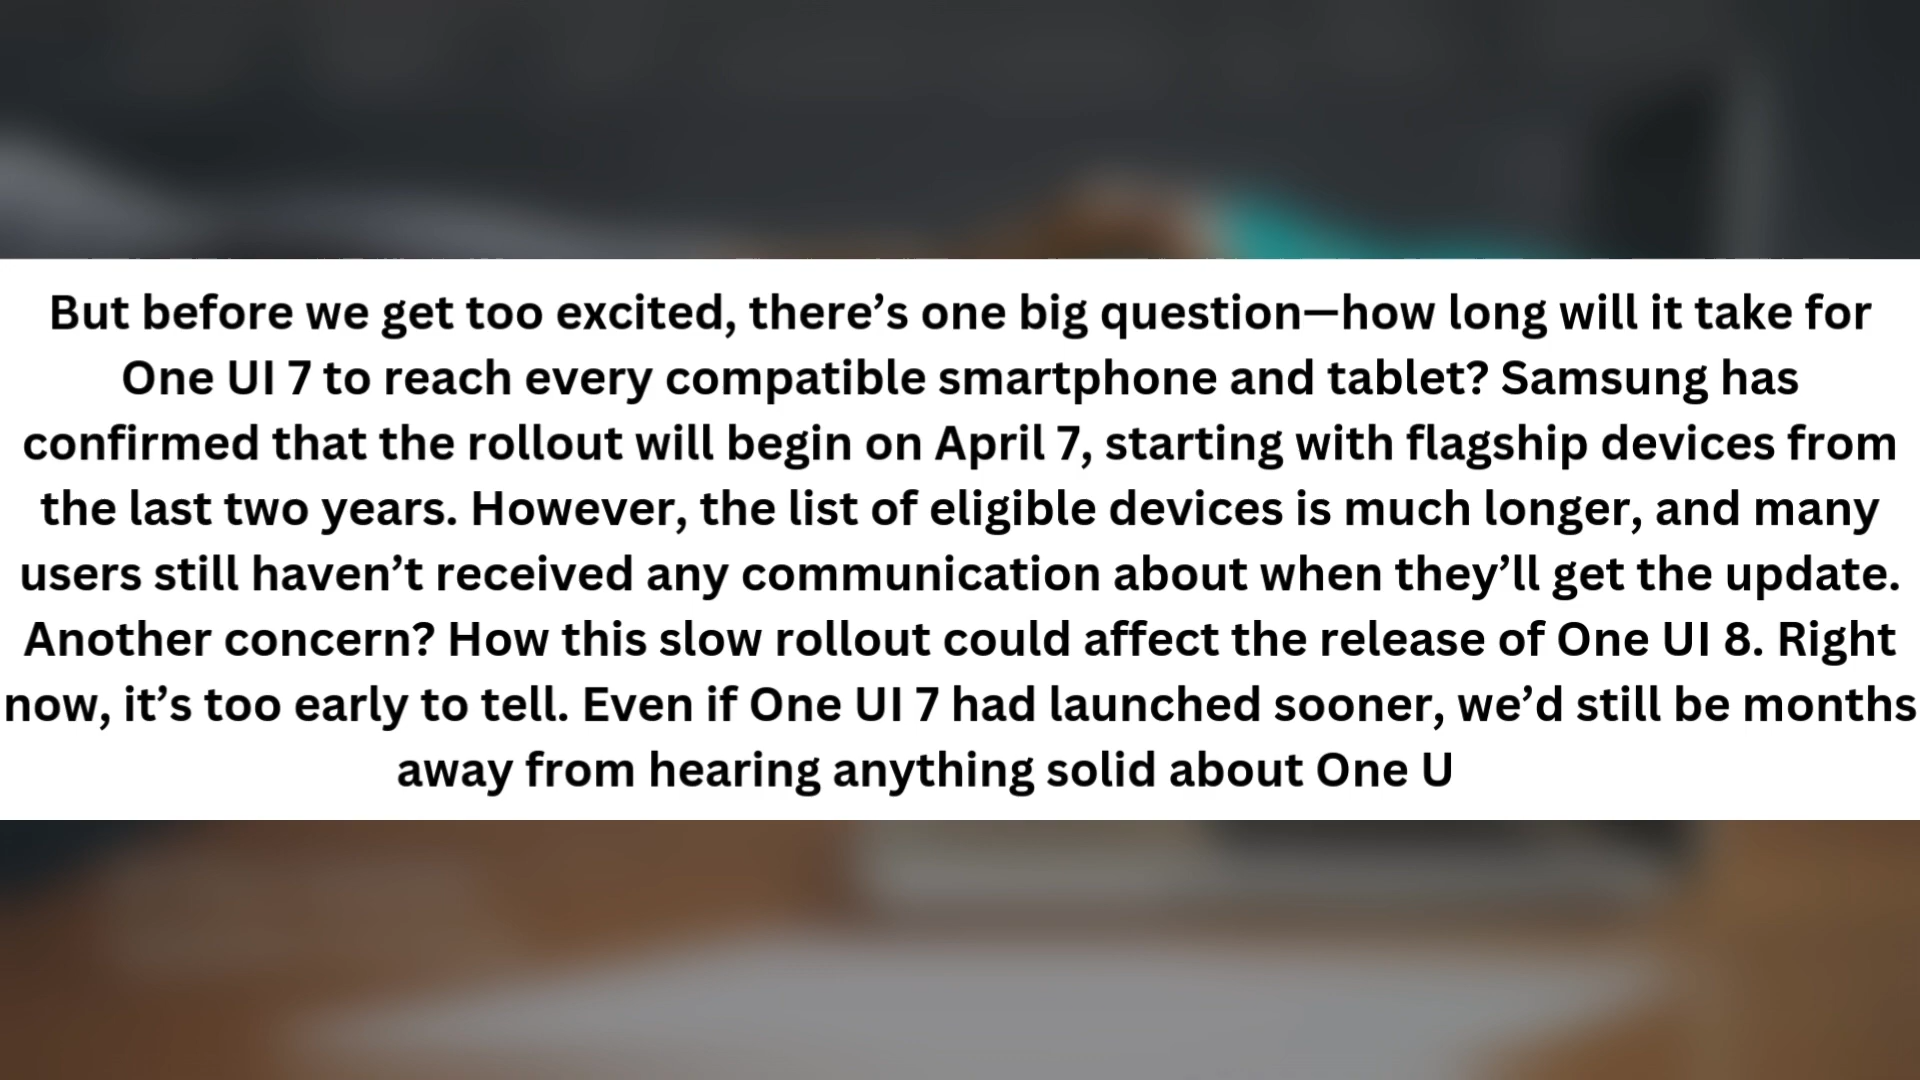 But before we get too excited, there’s one big question—how long will it take for
One UI 7 to reach every compatible smartphone and tablet? Samsung has
confirmed that the rollout will begin on April 7, starting with flagship devices from
the last two years. However, the list of eligible devices is much longer, and many
users still haven’t received any communication about when they’ll get the update.
Another concern? How this slow rollout could affect the release of One UI 8. Right
now, it’s too early to tell. Even if One UI 7 had launched sooner, we’d still be months
away from hearing anything solid about One U